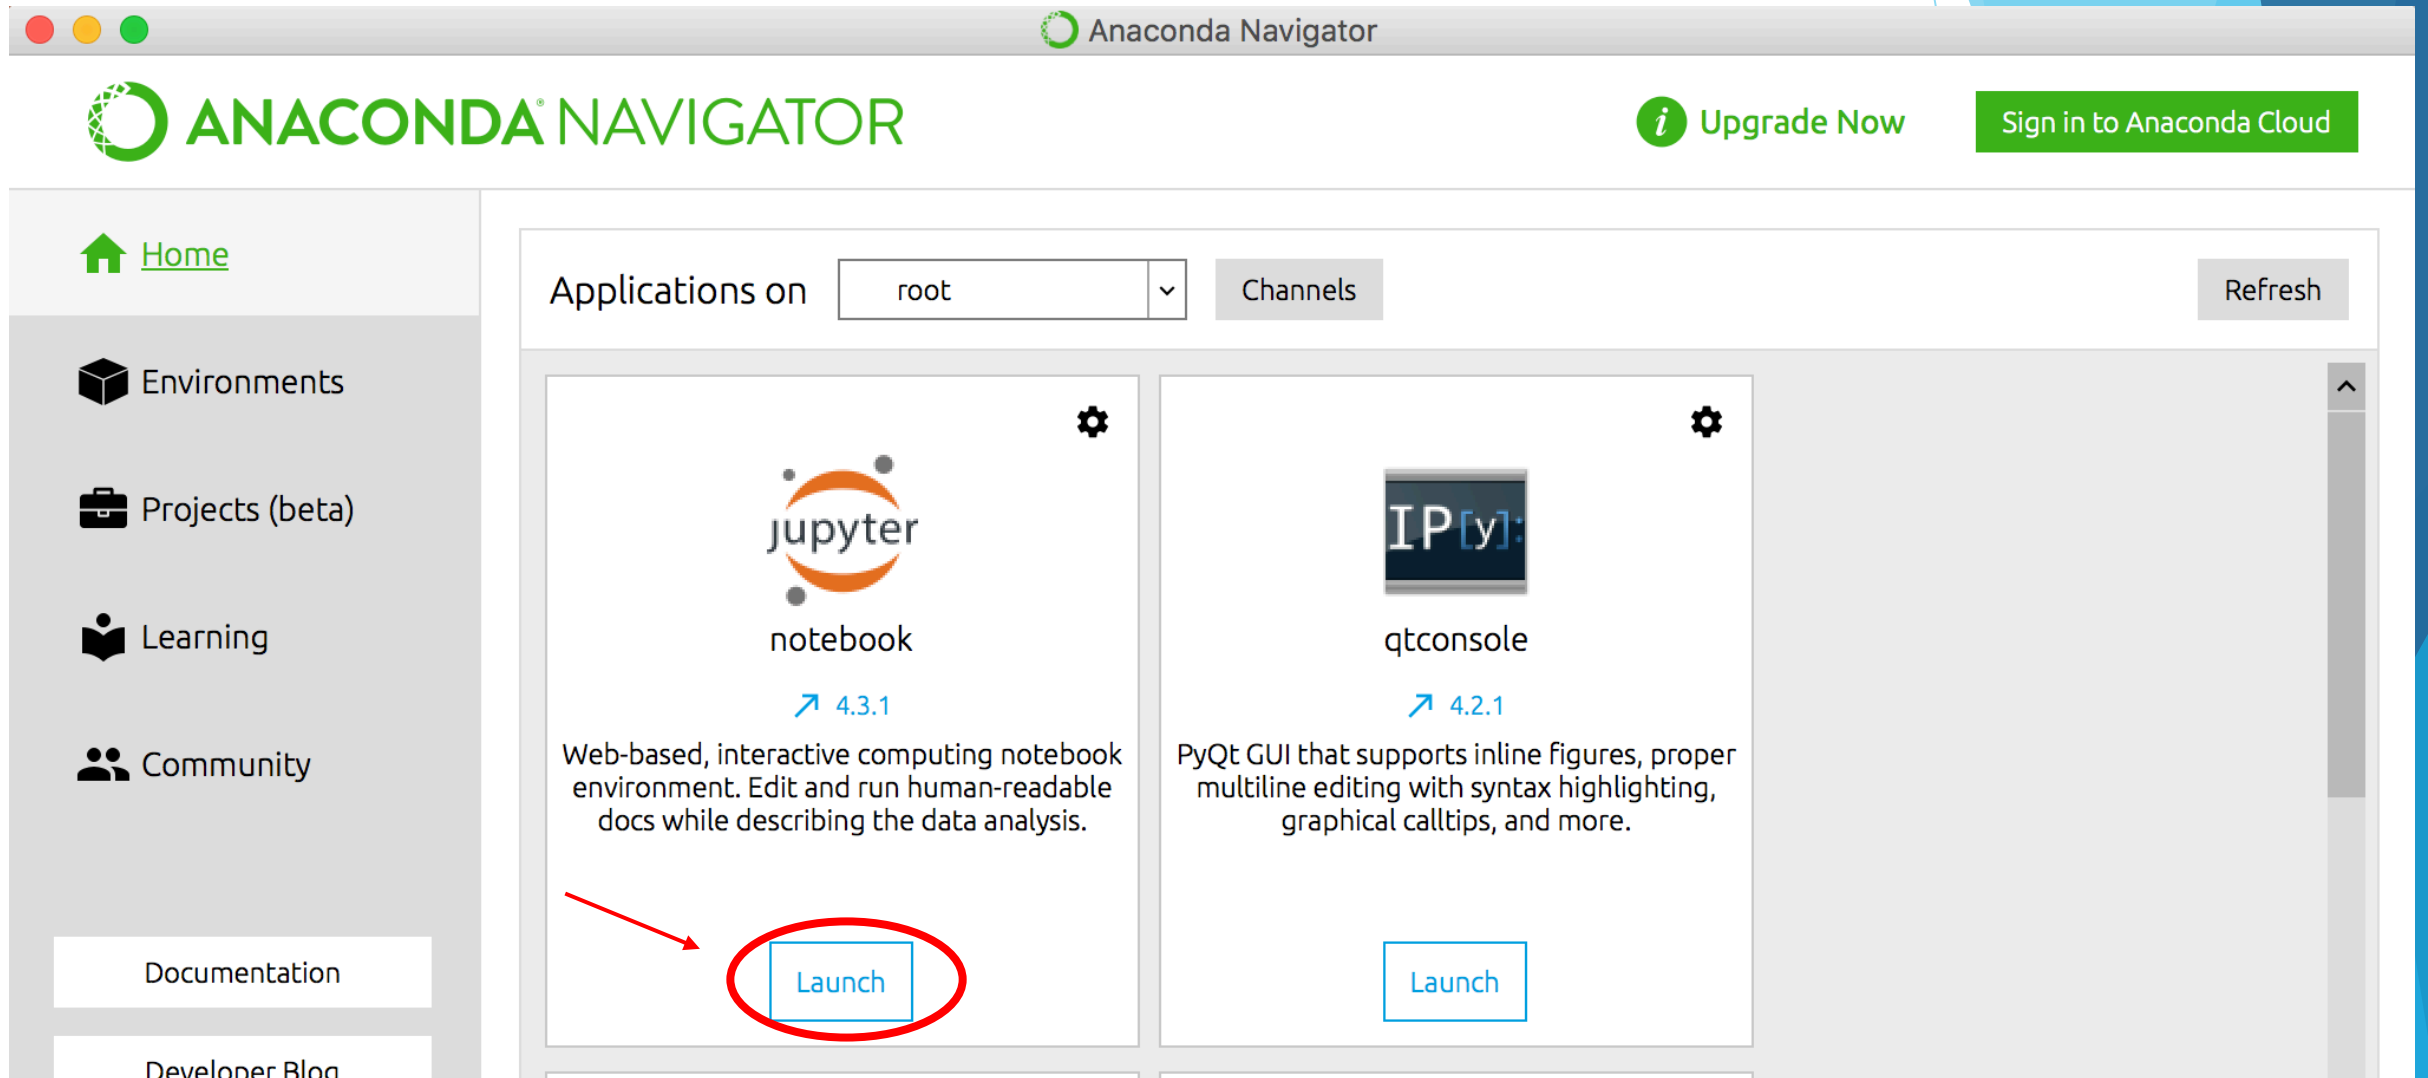 Anaconda Navigator
ANACONDA® NAVIGATOR
i Upgrade Now
Sign in to Anaconda Cloud
Home
Environments
Projects (beta)
Learning
Community
Documentation
Developer Blog
Applications on root Channels Refresh
jupyter
notebook
4.3.1
Web-based, interactive computing notebook
environment. Edit and run human-readable
docs while describing the data analysis.
Launch
IP[y]:
qtconsole
4.2.1
PyQt GUI that supports inline figures, proper
multiline editing with syntax highlighting,
graphical calltips, and more.
Launch